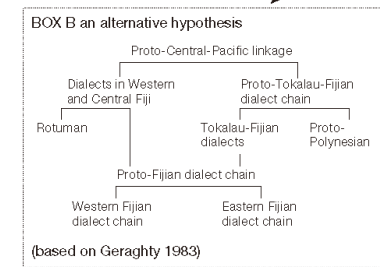 BOX B an alternative hypothesis
Proto-Central-Pacific linkage
Dialects in Western
and Central Fiji
Proto-Tokalau-Fijian
dialect chain
Rotuman
Tokalau-Fijian
dialects
Proto-
Polynesian
Proto-Fijian dialect chain
Western Fijian
dialect chain
Eastern Fijian
dialect chain
(based on Geraghty 1983)